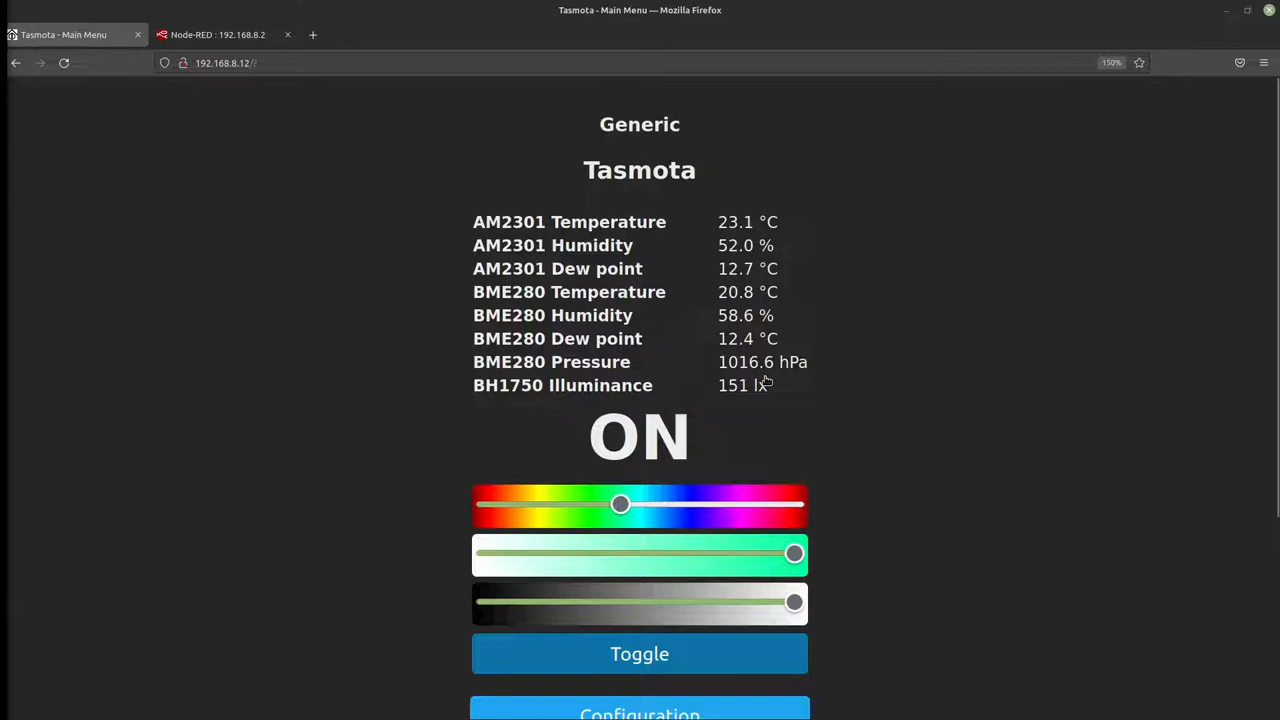 Tasmota - Main Menu — Mozilla Firefox
Tasmota - Main Menu
Node-RED : 192.168.8.2
192.168.8.12/?
150%
Generic
Tasmota
AM2301 Temperature 23.1 °C
AM2301 Humidity 52.0 %
AM2301 Dew point 12.7 °C
BME280 Temperature 20.8 °C
BME280 Humidity 58.6 %
BME280 Dew point 12.4 °C
BME280 Pressure 1016.6 hPa
BH1750 Illuminance 151 lx
ON
Toggle
Configuration